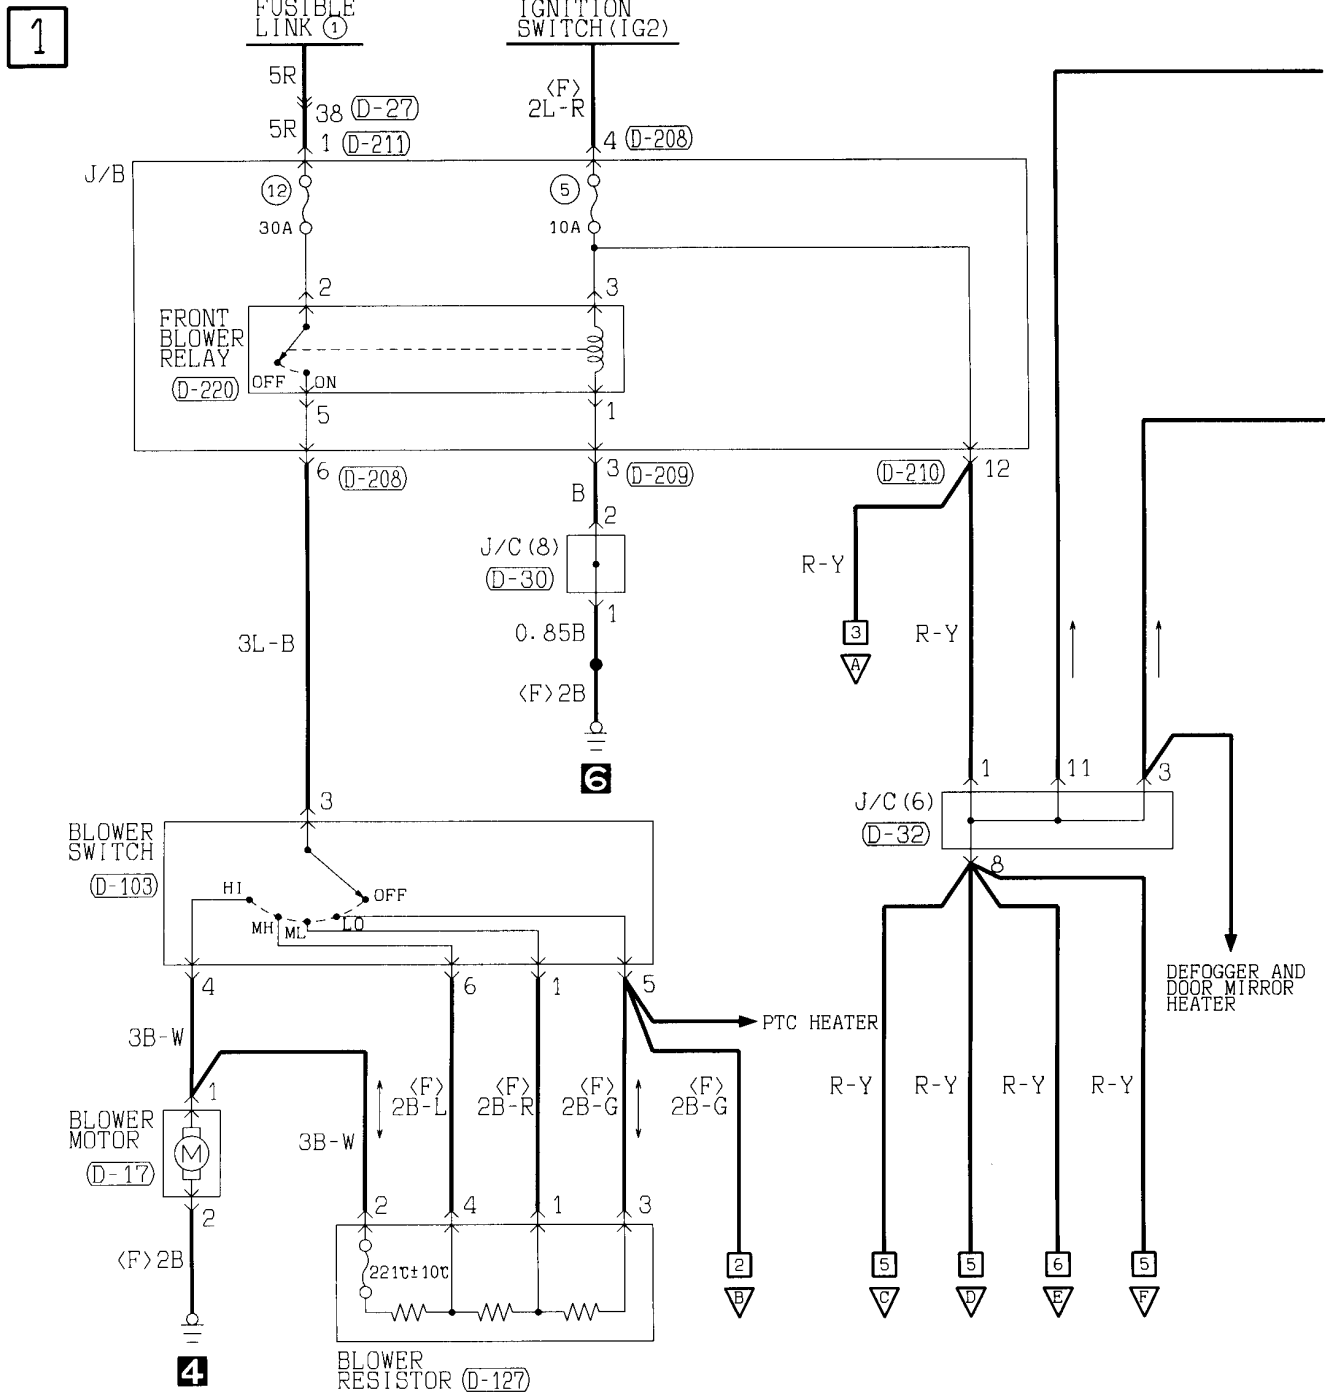 1
FUSIBLE
LINK ①
IGNITION
SWITCH(IG2)
5R
38 D-27
5R
1 D-211
<F>
2L-R
4 D-208
J/B
12
30A
5
10A
2
3
FRONT
BLOWER
RELAY
D-220
OFF
ON
5
1
6 D-208
3 D-209
D-210 12
B
2
J/C(8)
D-30
1
0.85B
<F>2B
6
3L-B
R-Y
3
A
R-Y
1
11
3
J/C(6)
D-32
8
DEFOGGER AND
DOOR MIRROR
HEATER
3
BLOWER
SWITCH
D-103
HI
OFF
MH
ML
LO
4
6
1
5
PTC HEATER
3B-W
1
BLOWER
MOTOR
D-17
M
2
<F>2B
4
3B-W
<F>
2B-L
<F>
2B-R
<F>
2B-G
<F>
2B-G
R-Y
R-Y
R-Y
R-Y
2
4
1
3
221℃±10℃
BLOWER
RESISTOR D-127
2
B
5
C
5
D
6
E
5
F